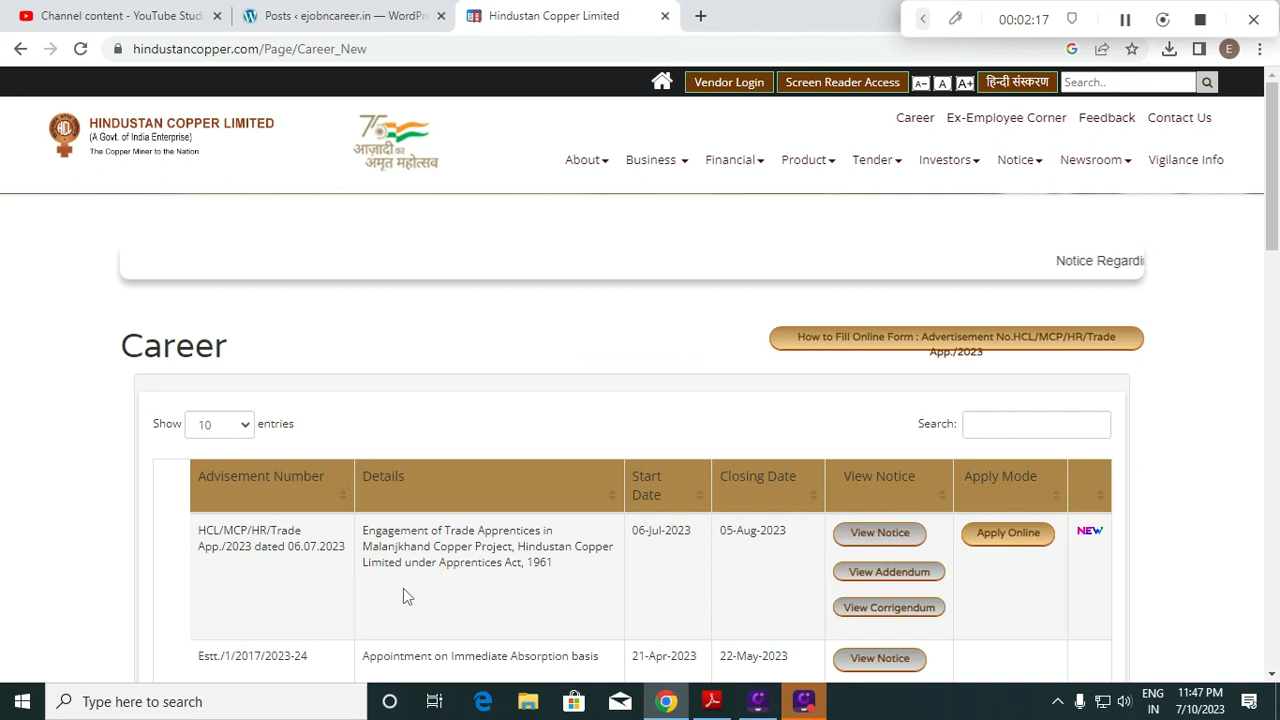 Channel content - YouTube Studio
Posts ‹ ejobncareer.in — WordPress
Hindustan Copper Limited
00:02:17
hindustancopper.com/Page/Career_New
E
Vendor Login
Screen Reader Access
A-
A
A+
हिन्दी संस्करण
Search..
HINDUSTAN COPPER LIMITED
(A Govt. of India Enterprise)
The Copper Miner to the Nation
75
आज़ादी का
अमृत महोत्सव
Career
Ex-Employee Corner
Feedback
Contact Us
About
Business
Financial
Product
Tender
Investors
Notice
Newsroom
Vigilance Info
Notice Regardi
Career
How to Fill Online Form : Advertisement No.HCL/MCP/HR/Trade
App./2023
Show 10 entries
Search:
Advisement Number
Details
Start
Date
Closing Date
View Notice
Apply Mode
HCL/MCP/HR/Trade
App./2023 dated 06.07.2023
Engagement of Trade Apprentices in
Malanjkhand Copper Project, Hindustan Copper
Limited under Apprentices Act, 1961
06-Jul-2023
05-Aug-2023
View Notice
View Addendum
View Corrigendum
Apply Online
NEW
Estt./1/2017/2023-24
Appointment on Immediate Absorption basis
21-Apr-2023
22-May-2023
View Notice
Type here to search
ENG
IN
11:47 PM
7/10/2023